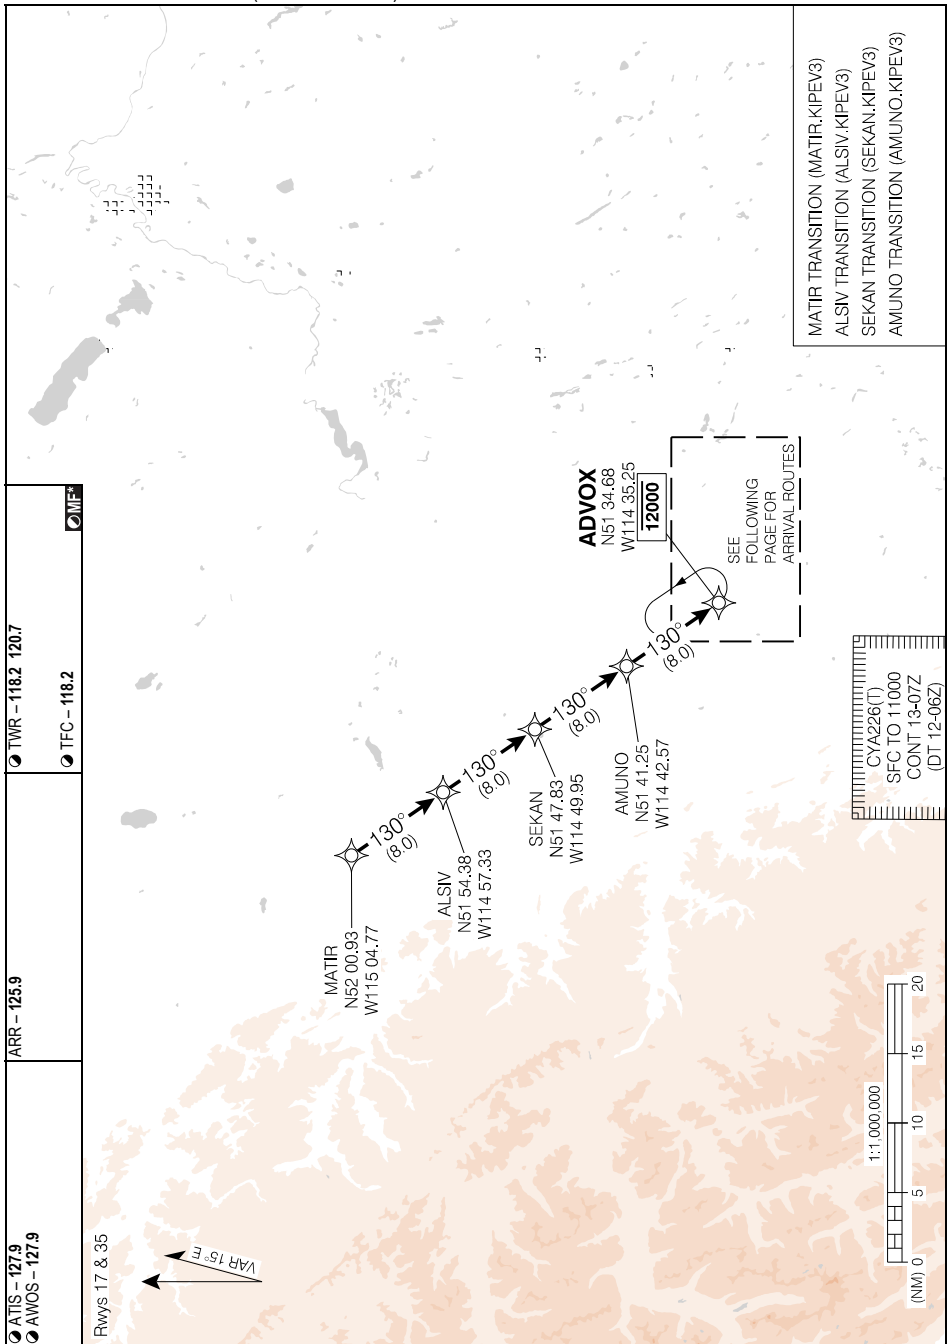 ATIS – 127.9
AWOS – 127.9
ARR – 125.9
TWR – 118.2 120.7
TFC – 118.2
MF*
Rwys 17 & 35
VAR 15° E
MATIR
N52 00.93
W115 04.77
130°
(8.0)
ALSIV
N51 54.38
W114 57.33
130°
(8.0)
SEKAN
N51 47.83
W114 49.95
130°
(8.0)
AMUNO
N51 41.25
W114 42.57
130°
(8.0)
ADVOX
N51 34.68
W114 35.25
12000
SEE
FOLLOWING
PAGE FOR
ARRIVAL ROUTES
MATIR TRANSITION (MATIR.KIPEV3)
ALSIV TRANSITION (ALSIV.KIPEV3)
SEKAN TRANSITION (SEKAN.KIPEV3)
AMUNO TRANSITION (AMUNO.KIPEV3)
CYA226(T)
SFC TO 11000
CONT 13-07Z
(DT 12-06Z)
1:1,000,000
(NM) 0 5 10 15 20